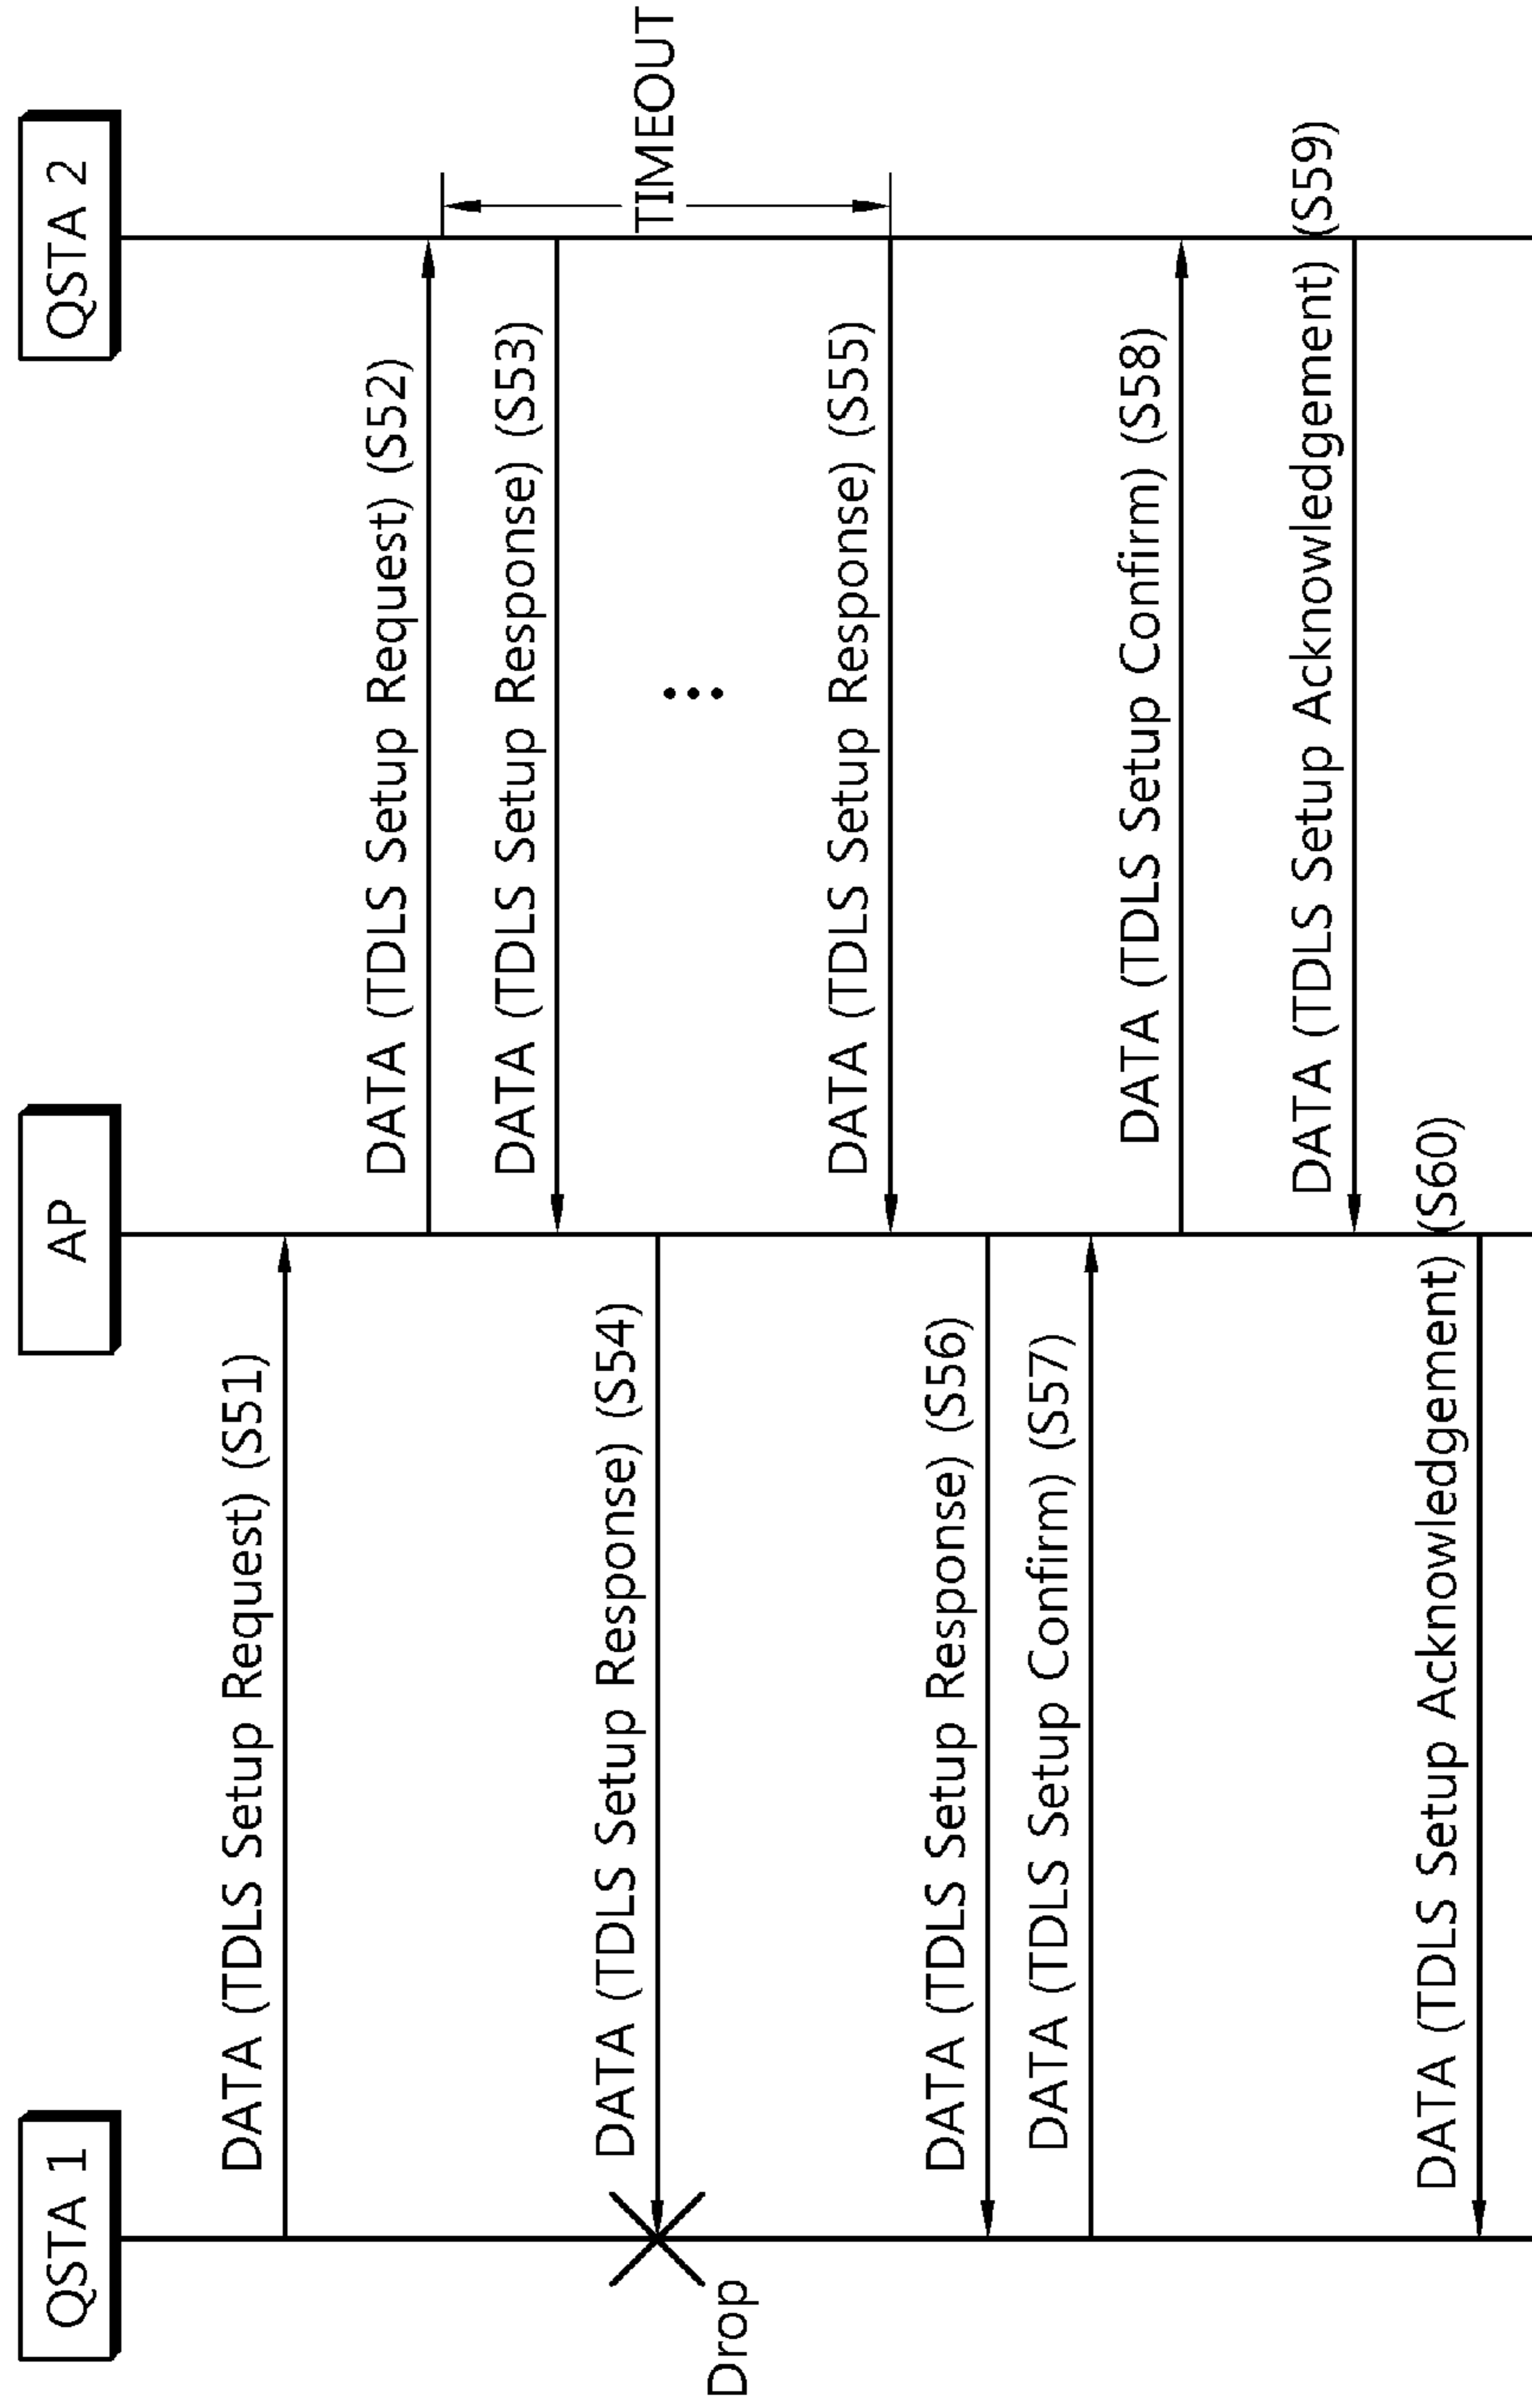 QSTA 1
AP
QSTA 2
DATA (TDLS Setup Request) (S51)
DATA (TDLS Setup Request) (S52)
DATA (TDLS Setup Response) (S53)
DATA (TDLS Setup Response) (S54)
TIMEOUT
Drop
DATA (TDLS Setup Response) (S55)
DATA (TDLS Setup Response) (S56)
DATA (TDLS Setup Confirm) (S57)
DATA (TDLS Setup Confirm) (S58)
DATA (TDLS Setup Acknowledgement) (S59)
DATA (TDLS Setup Acknowledgement) (S60)